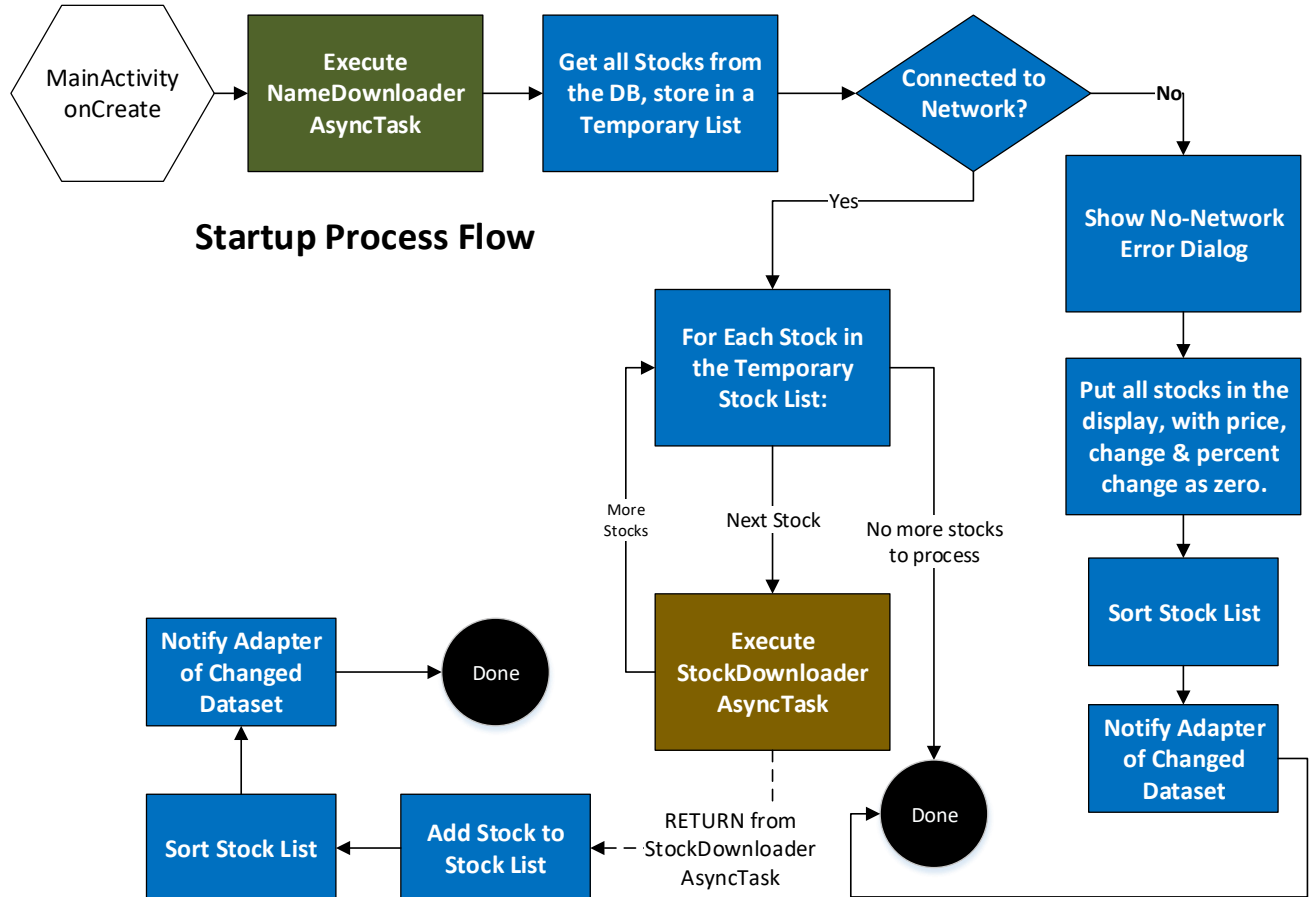 MainActivity
onCreate
Execute
NameDownloader
AsyncTask
Get all Stocks from
the DB, store in a
Temporary List
Connected to
Network?
No
Yes
Startup Process Flow
Show No-Network
Error Dialog
For Each Stock in
the Temporary
Stock List:
Put all stocks in the
display, with price,
change & percent
change as zero.
More
Stocks
Next Stock
No more stocks
to process
Sort Stock List
Execute
StockDownloader
AsyncTask
Notify Adapter
of Changed
Dataset
Done
Notify Adapter
of Changed
Dataset
Sort Stock List
Add Stock to
Stock List
RETURN from
StockDownloader
AsyncTask
Done